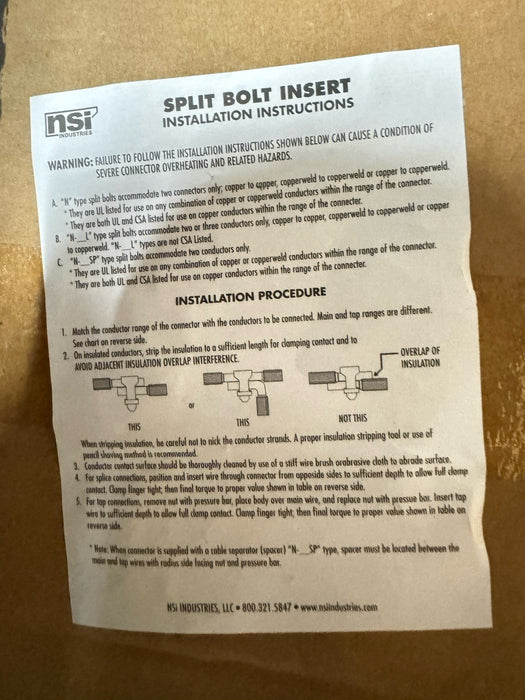 nsi
INDUSTRIES
SPLIT BOLT INSERT
INSTALLATION INSTRUCTIONS
WARNING: FAILURE TO FOLLOW THE INSTALLATION INSTRUCTIONS SHOWN BELOW CAN CAUSE A CONDITION OF
SEVERE CONNECTOR OVERHEATING AND RELATED HAZARDS.
A. "N" type split bolts accommodate two connectors only; copper to copper, copperweld to copperweld or copper to copperweld.
* They are UL listed for use on any combination of copper or copperweld conductors within the range of the connector.
* They are both UL and CSA listed for use on copper conductors within the range of the connector.
B. "N-__L" type split bolts accommodate two or three conductors only, copper to copper, copperweld to copperweld or copper
to copperweld. "N-__L" types are not CSA Listed.
C. "N-__SP" type split bolts accommodate two conductors only.
* They are UL listed for use on any combination of copper or copperweld conductors within the range of the connector.
* They are both UL and CSA listed for use on copper conductors within the range of the connector.
INSTALLATION PROCEDURE
1. Match the conductor range of the connector with the conductors to be connected. Main and tap ranges are different.
See chart on reverse side.
2. On insulated conductors, strip the insulation to a sufficient length for clamping contact and to
AVOID ADJACENT INSULATION OVERLAP INTERFERENCE.
OVERLAP OF
INSULATION
or
THIS
THIS
NOT THIS
When stripping insulation, be careful not to nick the conductor strands. A proper insulation stripping tool or use of
pencil shaving method is recommended.
3. Conductor contact surface should be thoroughly cleaned by use of a stiff wire brush orabrasive cloth to abrade surface.
4. For splice connections, position and insert wire through connector from opposide sides to sufficient depth to allow full clamp
contact. Clamp finger tight; then final torque to proper value shown in table on reverse side.
5. For tap connections, remove nut with pressure bar, place body over main wire, and replace nut with pressue bar. Insert tap
wire to sufficient depth to allow full clamp contact. Clamp finger tight; then final torque to proper value shown in table on
reverse side.
* Note: When connector is supplied with a cable separator (spacer) "N-__SP" type, spacer must be located between the
main and tap wires with radius side facing nut and pressure bar.
NSi INDUSTRIES, LLC • 800.321.5847 • www.nsiindustries.com